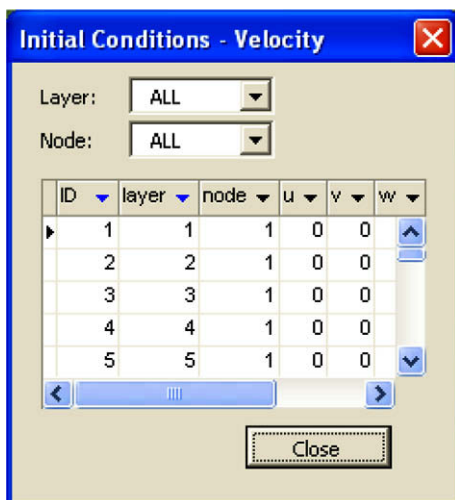 Initial Conditions - Velocity
Layer: ALL
Node: ALL
ID layer node u v w
1 1 1 0 0
2 2 1 0 0
3 3 1 0 0
4 4 1 0 0
5 5 1 0 0
Close